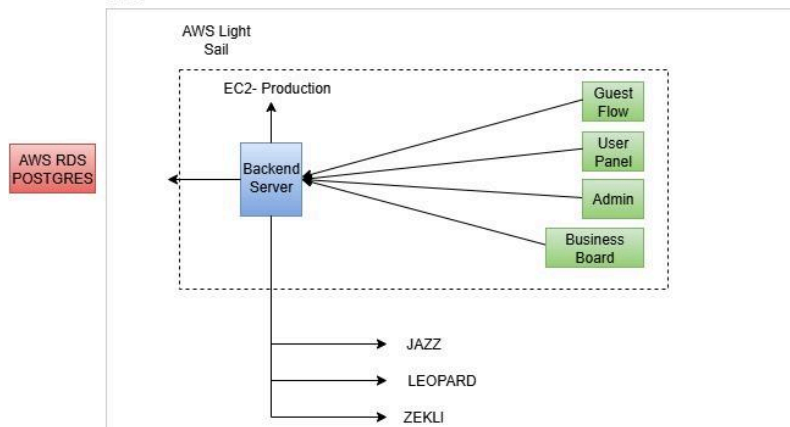 AWS Light
Sail
EC2- Production
Guest
Flow
User
Panel
AWS RDS
POSTGRES
Backend
Server
Admin
Business
Board
JAZZ
LEOPARD
ZEKLI